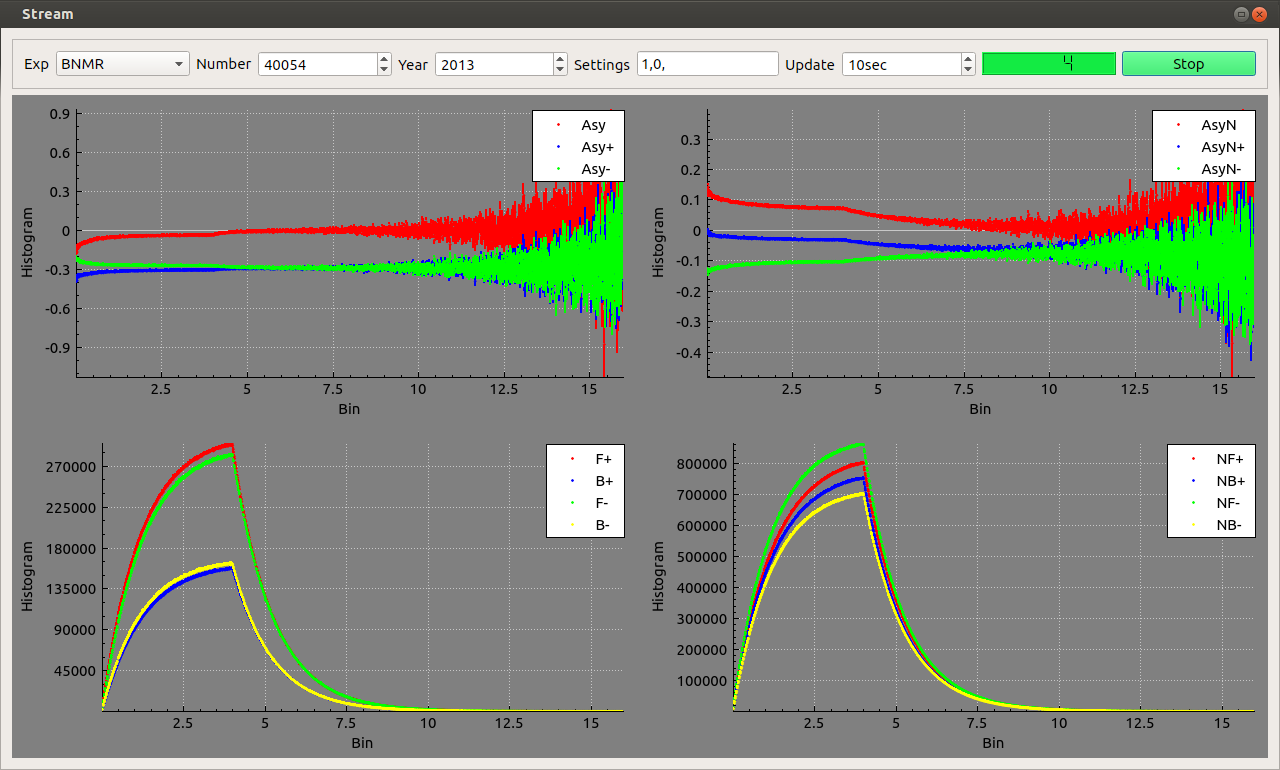 Stream
Exp BNMR Number 40054 Year 2013 Settings 1,0, Update 10sec 4 Stop
0.9
0.6
0.3
0
-0.3
-0.6
-0.9
Histogram
2.5 5 7.5 10 12.5 15
Bin
Asy
Asy+
Asy-
0.3
0.2
0.1
0
-0.1
-0.2
-0.3
-0.4
Histogram
2.5 5 7.5 10 12.5 15
Bin
AsyN
AsyN+
AsyN-
270000
225000
180000
135000
90000
45000
Histogram
2.5 5 7.5 10 12.5 15
Bin
F+
B+
F-
B-
800000
700000
600000
500000
400000
300000
200000
100000
Histogram
2.5 5 7.5 10 12.5 15
Bin
NF+
NB+
NF-
NB-